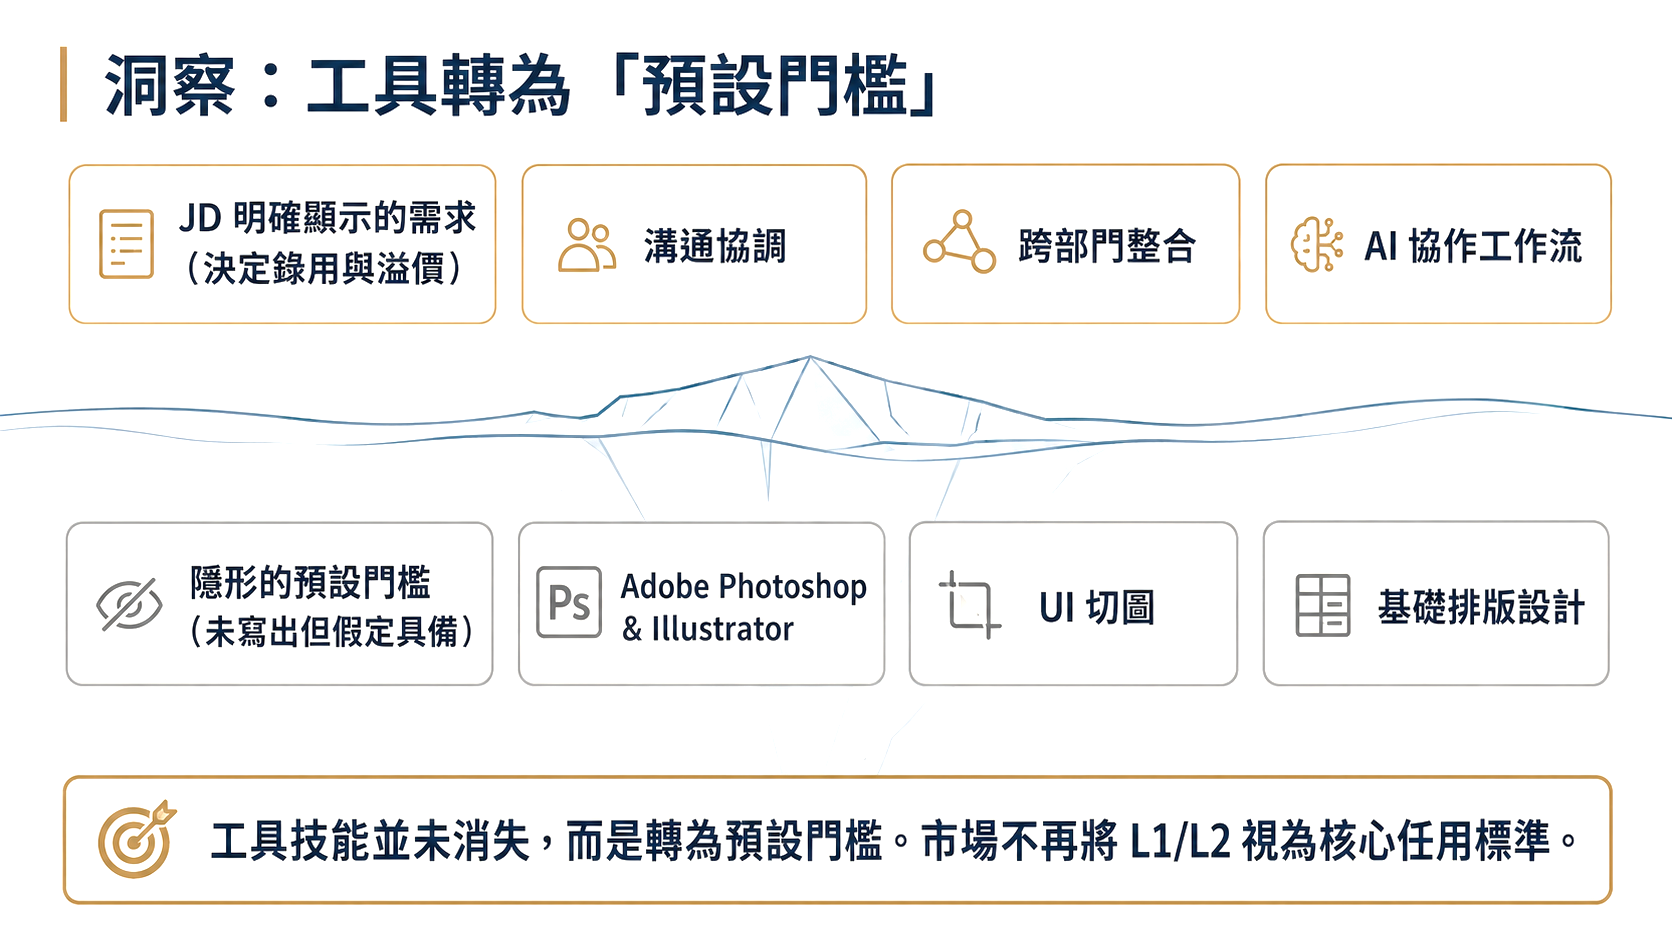 洞察：工具轉為「預設門檻」
JD 明確顯示的需求
（決定錄用與溢價）
溝通協調
跨部門整合
AI 協作工作流
隱形的預設門檻
（未寫出但假定具備）
Ps
Adobe Photoshop
& Illustrator
UI 切圖
基礎排版設計
工具技能並未消失，而是轉為預設門檻。市場不再將 L1/L2 視為核心任用標準。